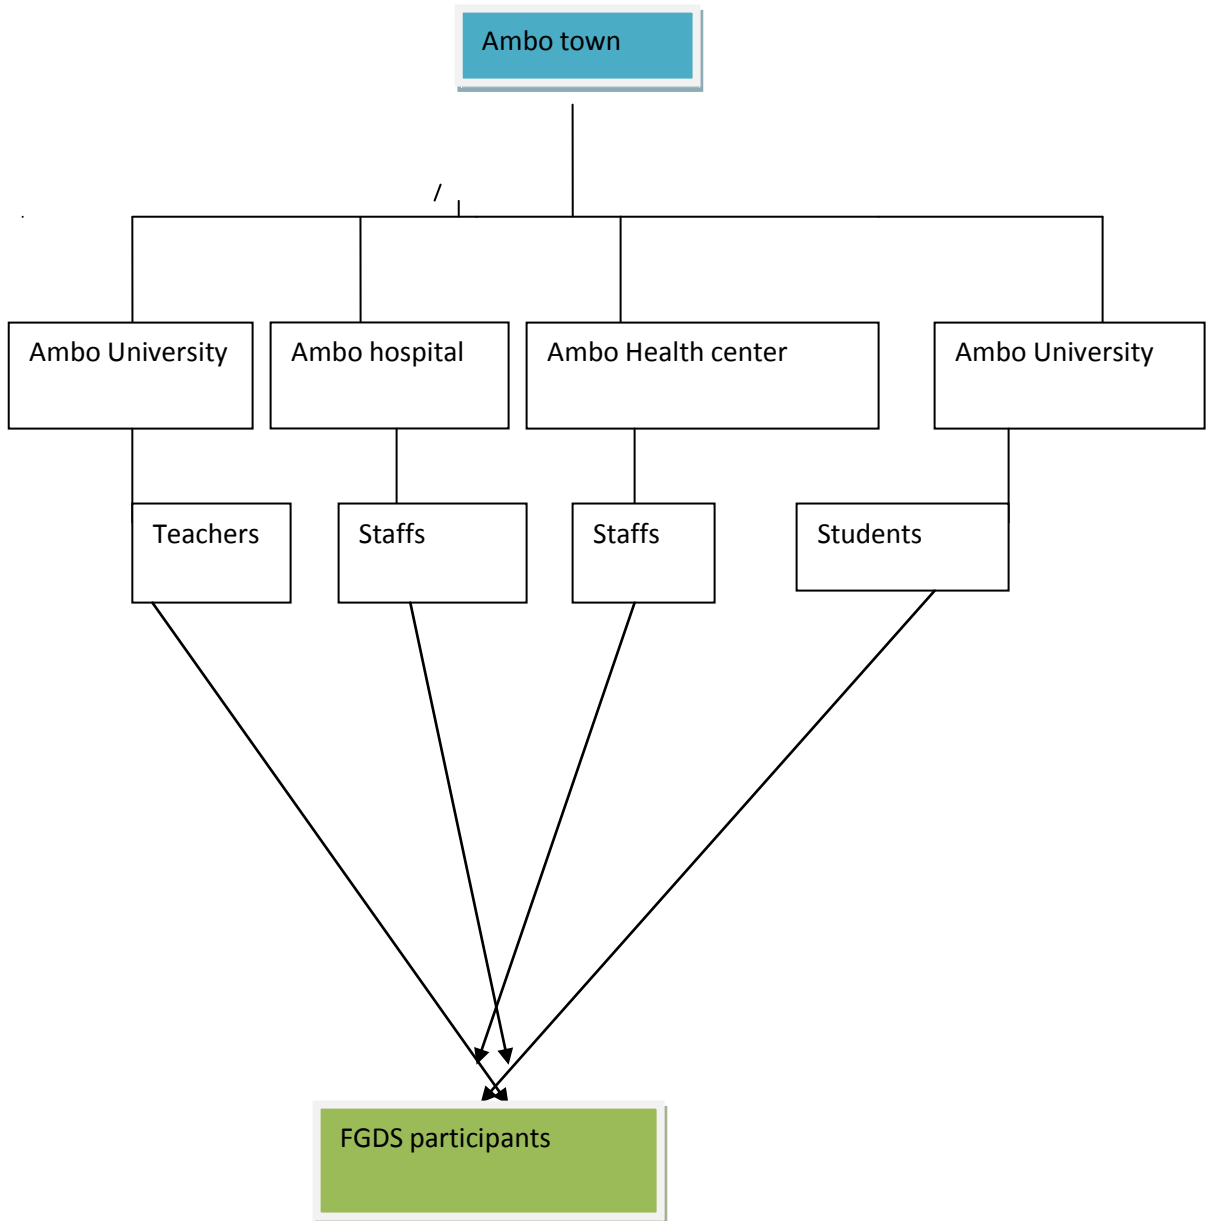 Ambo town
/
Ambo University
Ambo hospital
Ambo Health center
Ambo University
Teachers
Staffs
Staffs
Students
FGDS participants